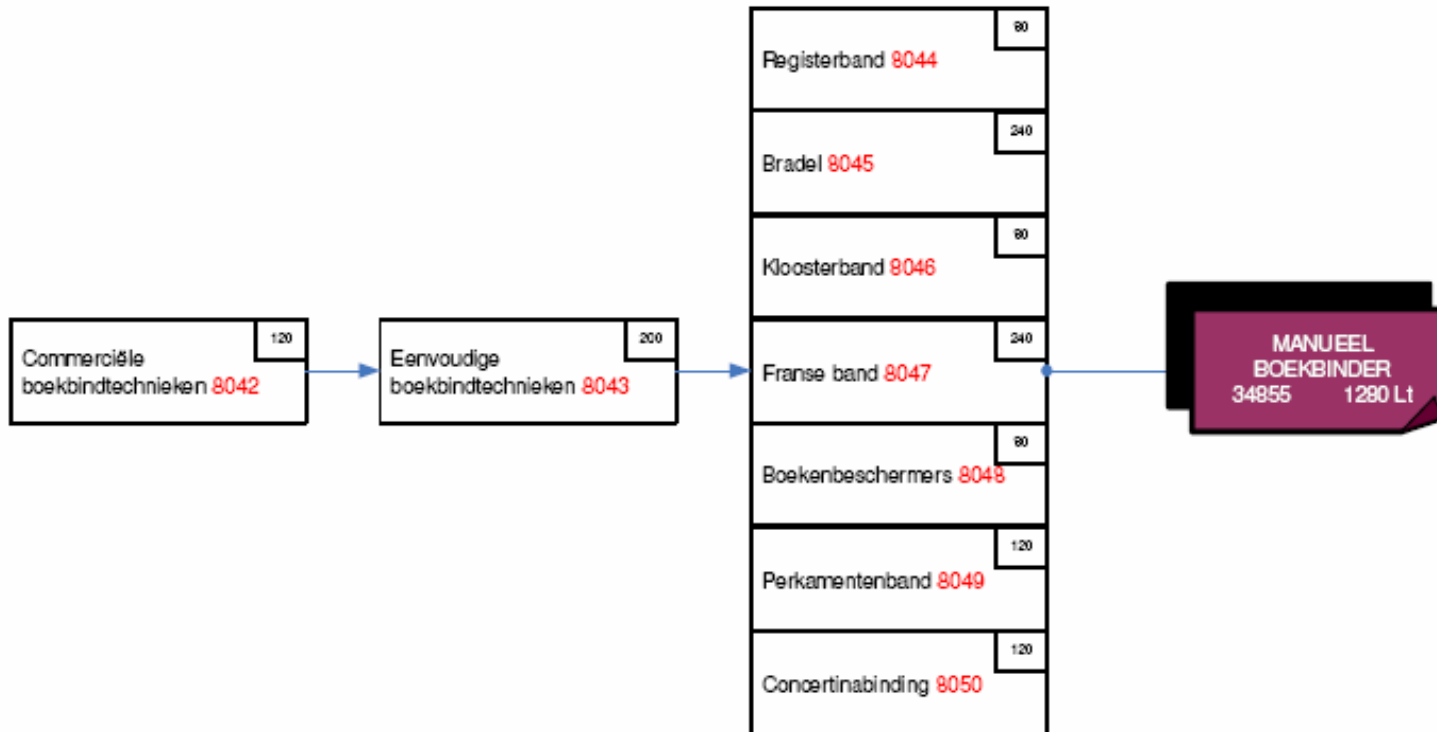 120
Commerciële
boekbindtechnieken 8042
200
Eenvoudige
boekbindtechnieken 8043
80
Registerband 8044
240
Bradel 8045
80
Kloosterband 8046
240
Franse band 8047
80
Boekenbeschermers 8048
120
Perkamentenband 8049
120
Concertinabinding 8050
MANUEEL
BOEKBINDER
34855 1280 Lt